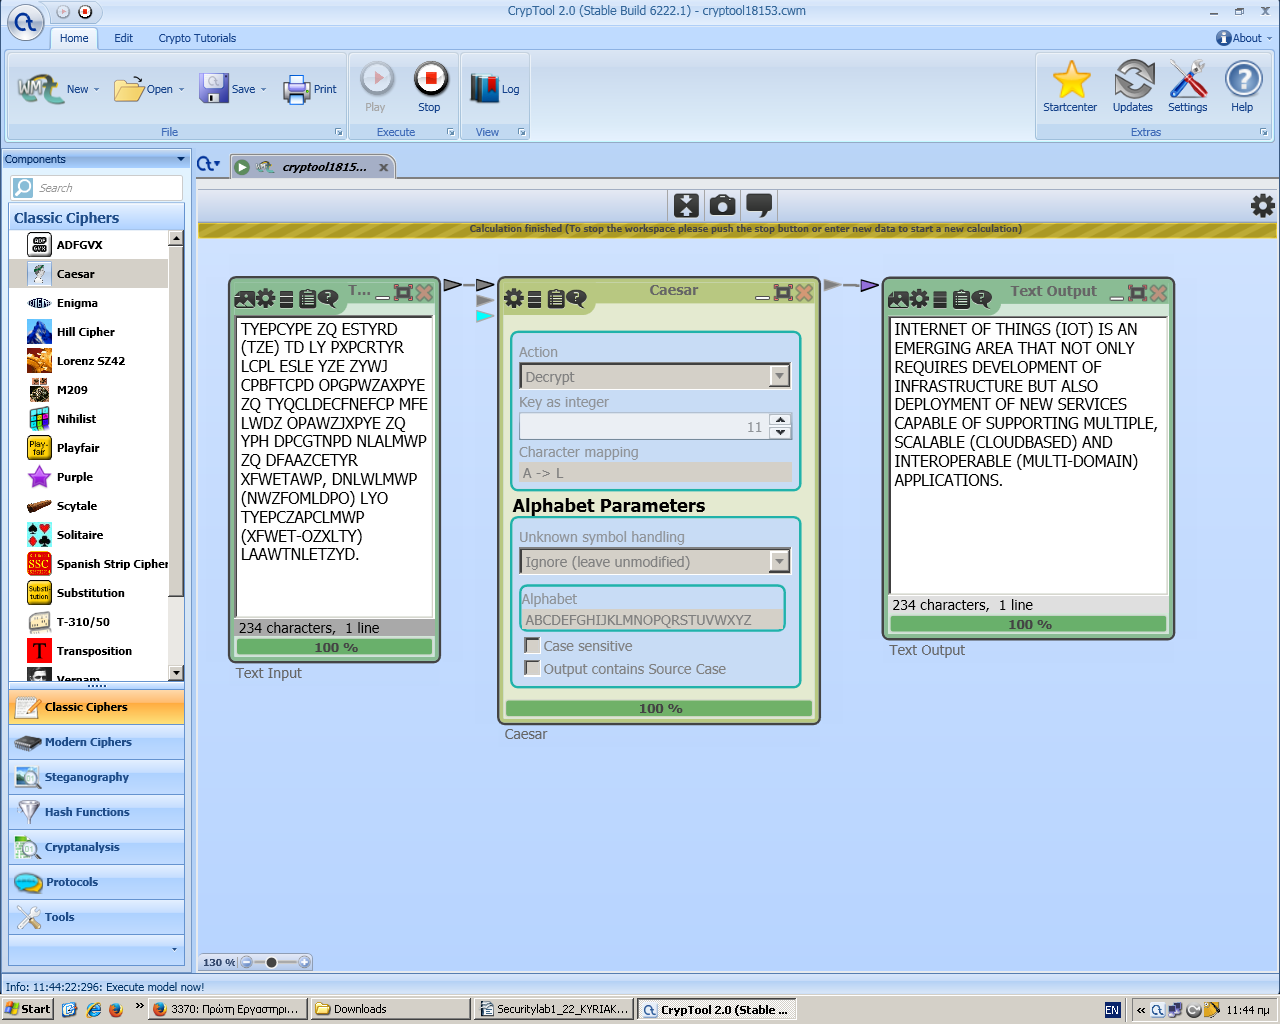 CrypTool 2.0 (Stable Build 6222.1) - cryptool18153.cwm
Home Edit Crypto Tutorials
About
New Open Save Print
Play Stop
Log
Startcenter Updates Settings Help
File
Execute
View
Extras
Components
Search
Classic Ciphers
ADFGVX
Caesar
Enigma
Hill Cipher
Lorenz SZ42
M209
Nihilist
Playfair
Purple
Scytale
Solitaire
Spanish Strip Cipher
Substitution
T-310/50
Transposition
Vernam
Classic Ciphers
Modern Ciphers
Steganography
Hash Functions
Cryptanalysis
Protocols
Tools
cryptool1815...
Calculation finished (To stop the workspace please push the stop button or enter new data to start a new calculation)
T...
TYEPCYPE ZQ ESTYRD
(TZE) TD LY PXPCRTYR
LCPL ESLE YZE ZYWJ
CPBFTCPD OPGPWZAXPYE
ZQ TYQCLDECFNEFCP MFE
LWDZ OPAWZJXPYE ZQ
YPH DPCGTNPD NLALMWP
ZQ DFAAZCETYR
XFWETAWP, DNLWLMWP
(NWZFOMLDPO) LYO
TYEPCZAPCLMWP
(XFWET-OZXLTY)
LAAWTNLETZYD.
234 characters, 1 line
100 %
Text Input
Caesar
Action
Decrypt
Key as integer
11
Character mapping
A -> L
Alphabet Parameters
Unknown symbol handling
Ignore (leave unmodified)
Alphabet
ABCDEFGHIJKLMNOPQRSTUVWXYZ
Case sensitive
Output contains Source Case
100 %
Caesar
Text Output
INTERNET OF THINGS (IOT) IS AN
EMERGING AREA THAT NOT ONLY
REQUIRES DEVELOPMENT OF
INFRASTRUCTURE BUT ALSO
DEPLOYMENT OF NEW SERVICES
CAPABLE OF SUPPORTING MULTIPLE,
SCALABLE (CLOUDBASED) AND
INTEROPERABLE (MULTI-DOMAIN)
APPLICATIONS.
234 characters, 1 line
100 %
Text Output
130 %
Info: 11:44:22:296: Execute model now!
Start
3370: Πρώτη Εργαστηρι...
Downloads
Securitylab1_22_KYRIAK...
CrypTool 2.0 (Stable ...
EN
11:44 πμ